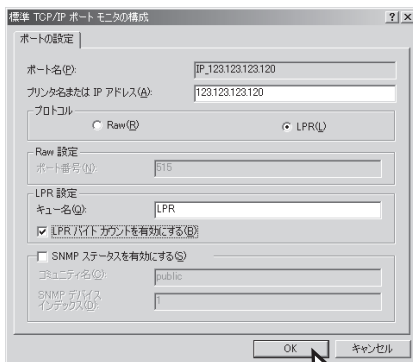 標準 TCP/IP ポート モニタの構成
ポートの設定
ポート名(P): IP_123.123.123.120
プリンタ名または IP アドレス(A): 123.123.123.120
プロトコル
Raw(R) LPR(L)
Raw 設定
ポート番号(N): 515
LPR 設定
キュー名(Q): LPR
LPR バイト カウントを有効にする(B)
SNMP ステータスを有効にする(S)
コミュニティ名(C): public
SNMP デバイス
インデックス(D): 1
OK キャンセル